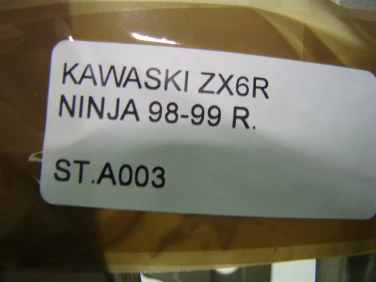 KAWASKI ZX6R
NINJA 98-99 R.
ST.A003